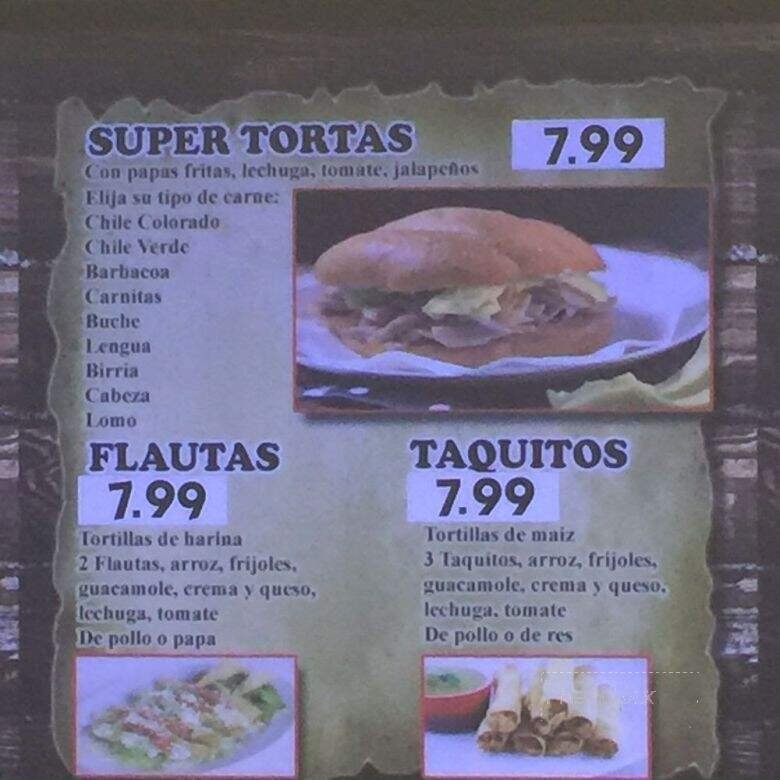 SUPER TORTAS
7.99
Con papas fritas, lechuga, tomate, jalapeños
Elija su tipo de carne:
Chile Colorado
Chile Verde
Barbacoa
Carnitas
Buche
Lengua
Birria
Cabeza
Lomo
FLAUTAS
7.99
Tortillas de harina
2 Flautas, arroz, frijoles,
guacamole, crema y queso,
lechuga, tomate
De pollo o papa
TAQUITOS
7.99
Tortillas de maiz
3 Taquitos, arroz, frijoles,
guacamole, crema y queso,
lechuga, tomate
De pollo o de res